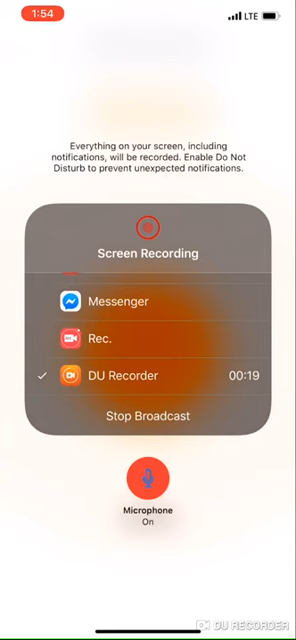 1:54
LTE
Everything on your screen, including
notifications, will be recorded. Enable Do Not
Disturb to prevent unexpected notifications.
Screen Recording
Messenger
Rec.
DU Recorder 00:19
Stop Broadcast
Microphone
On
DU RECORDER